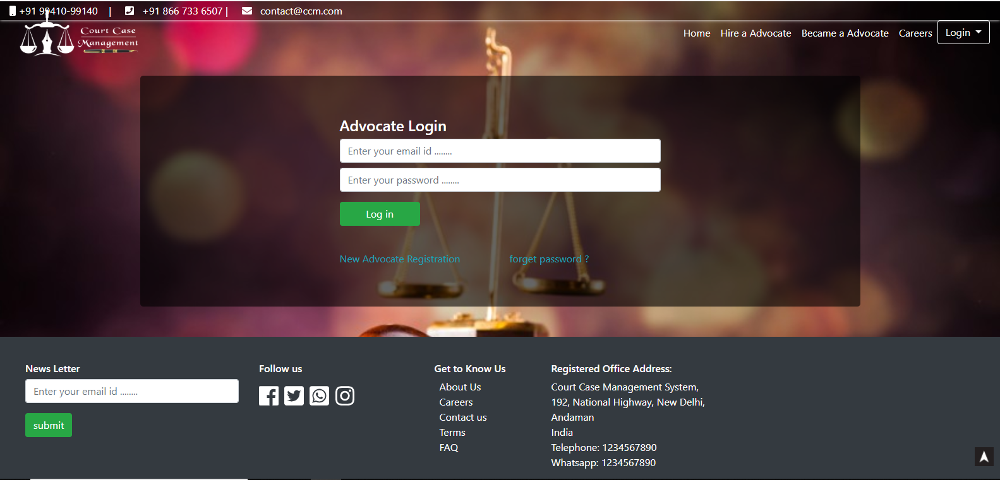 +91 99410-99140 | +91 866 733 6507 | contact@ccm.com
Court Case
Management
Home Hire a Advocate Became a Advocate Careers Login
Advocate Login
Enter your email id ........
Enter your password ........
Log in
New Advocate Registration forget password ?
News Letter
Enter your email id ........
submit
Follow us
Get to Know Us
About Us
Careers
Contact us
Terms
FAQ
Registered Office Address:
Court Case Management System,
192, National Highway, New Delhi,
Andaman
India
Telephone: 1234567890
Whatsapp: 1234567890